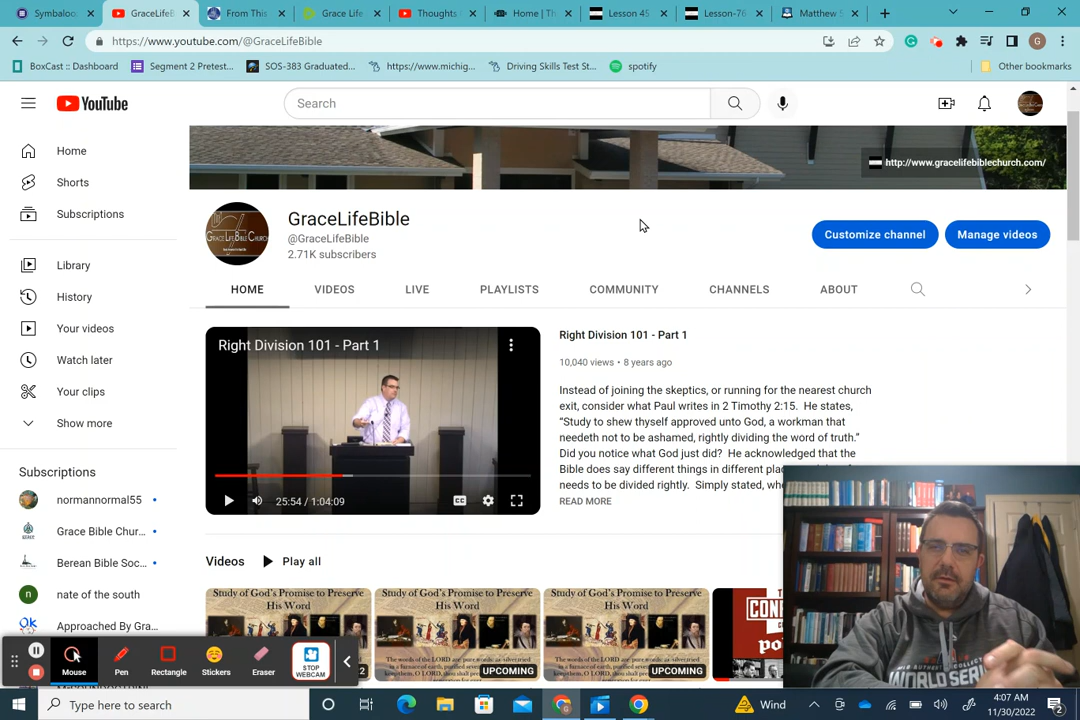 Symbaloo
GraceLifeBi
From This
Grace Life
Thoughts
Home | Th
Lesson 45
Lesson-76
Matthew 5
https://www.youtube.com/@GraceLifeBible
G
BoxCast :: Dashboard
Segment 2 Pretest...
SOS-383 Graduated...
https://www.michig...
Driving Skills Test St...
spotify
Other bookmarks
YouTube
Search
Home
Shorts
Subscriptions
Library
History
Your videos
Watch later
Your clips
Show more
Subscriptions
normannormal55
Grace Bible Chur...
Berean Bible Soc...
n
nate of the south
Approached By Gra...
http://www.gracelifebiblechurch.com/
GraceLifeBible
@GraceLifeBible
2.71K subscribers
Customize channel
Manage videos
HOME
VIDEOS
LIVE
PLAYLISTS
COMMUNITY
CHANNELS
ABOUT
Right Division 101 - Part 1
25:54 / 1:04:09
Right Division 101 - Part 1
10,040 views • 8 years ago
Instead of joining the skeptics, or running for the nearest church
exit, consider what Paul writes in 2 Timothy 2:15. He states,
“Study to shew thyself approved unto God, a workman that
needeth not to be ashamed, rightly dividing the word of truth.”
Did you notice what God just did? He acknowledged that the
Bible does say different things in different
needs to be divided rightly. Simply stated,
READ MORE
Videos
Play all
Study of God's Promise to Preserve
His Word
Study of God's Promise to Preserve
His Word
UPCOMING
Study of God's Promise to Preserve
His Word
UPCOMING
Mouse
Pen
Rectangle
Stickers
Eraser
STOP
WEBCAM
WORLD SERIES
Type here to search
Wind
4:07 AM
11/30/2022
2